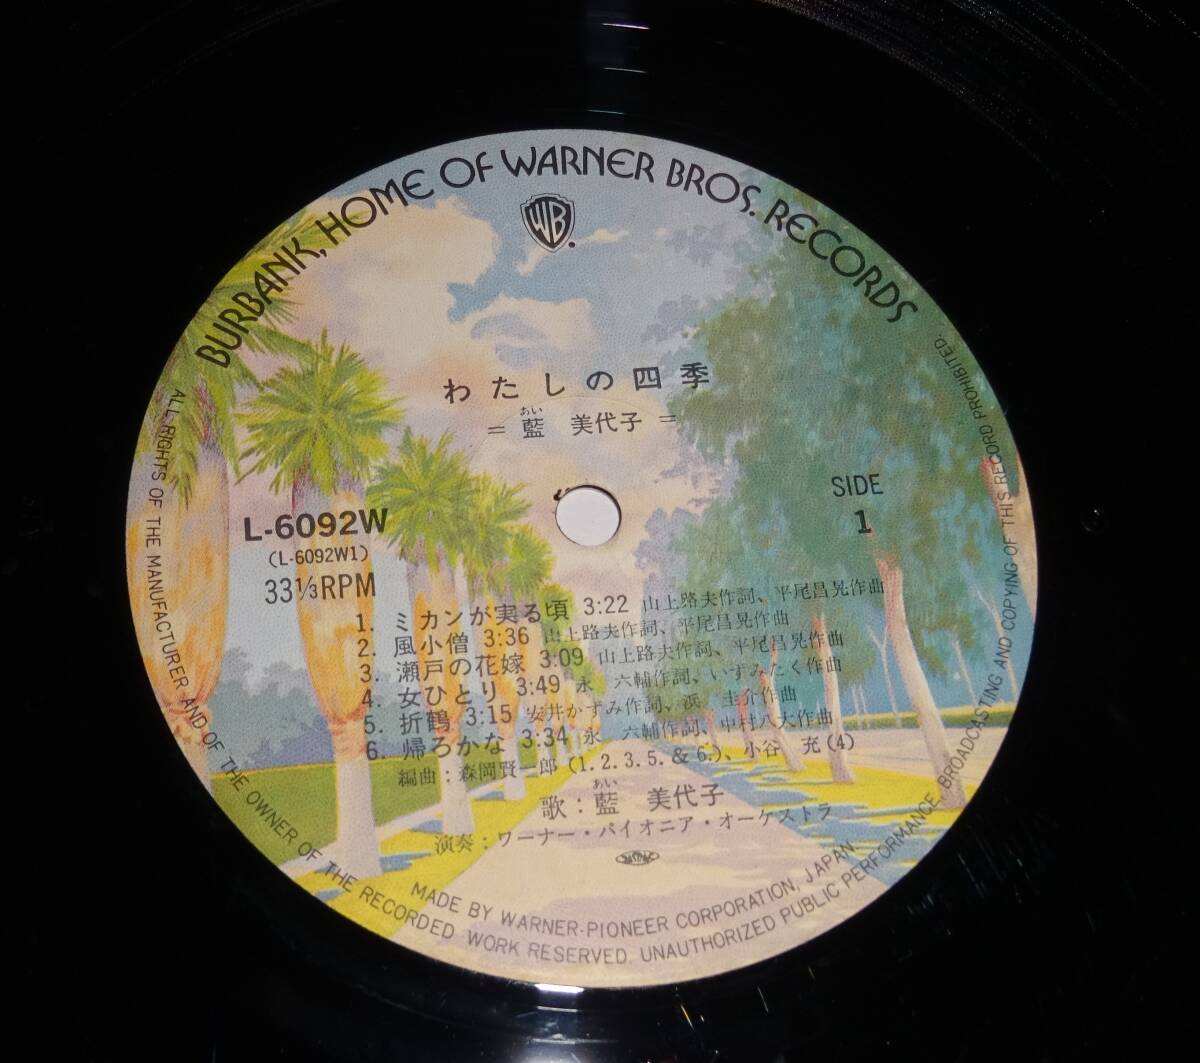 BURBANK, HOME OF WARNER BROS. RECORDS
WB
わたしの四季
あい
= 藍 美代子 =
SIDE
1
L-6092W
(L-6092W1)
33⅓RPM
1. ミカンが実る頃 3:22 山上路夫作詞、平尾昌晃作曲
2. 風小僧 3:36 山上路夫作詞、平尾昌晃作曲
3. 瀬戸の花嫁 3:09 山上路夫作詞、平尾昌晃作曲
4. 女ひとり 3:49 永 六輔作詞、いずみたく作曲
5. 折鶴 3:15 安井かずみ作詞、浜 圭介作曲
6. 帰ろかな 3:34 永 六輔作詞、中村八大作曲
編曲:森岡賢一郎(1.2.3.5.&6.)、小谷 充(4)
あい
歌:藍 美代子
演奏:ワーナー・パイオニア・オーケストラ
JASRAC
MADE BY WARNER-PIONEER CORPORATION, JAPAN
ALL RIGHTS OF THE MANUFACTURER AND OF THE OWNER OF THE RECORDED WORK RESERVED. UNAUTHORIZED PUBLIC PERFORMANCE, BROADCASTING AND COPYING OF THIS RECORD PROHIBITED.